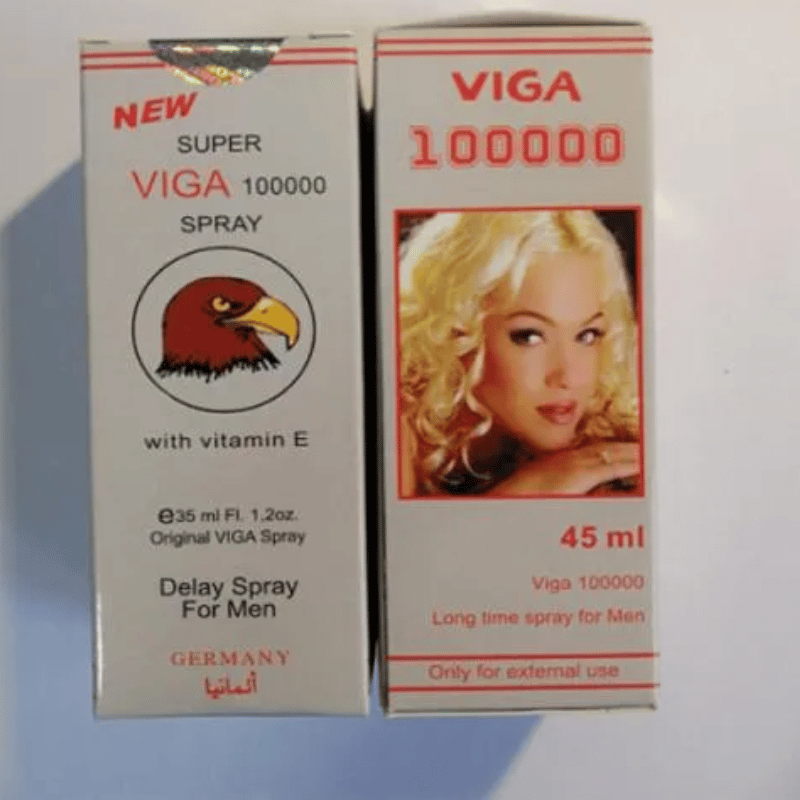 NEW
SUPER
VIGA 100000
SPRAY
with vitamin E
℮35 ml Fl. 1.2oz.
Original VIGA Spray
Delay Spray
For Men
GERMANY
ألمانيا
VIGA
100000
45 ml
Viga 100000
Long time spray for Men
Only for external use